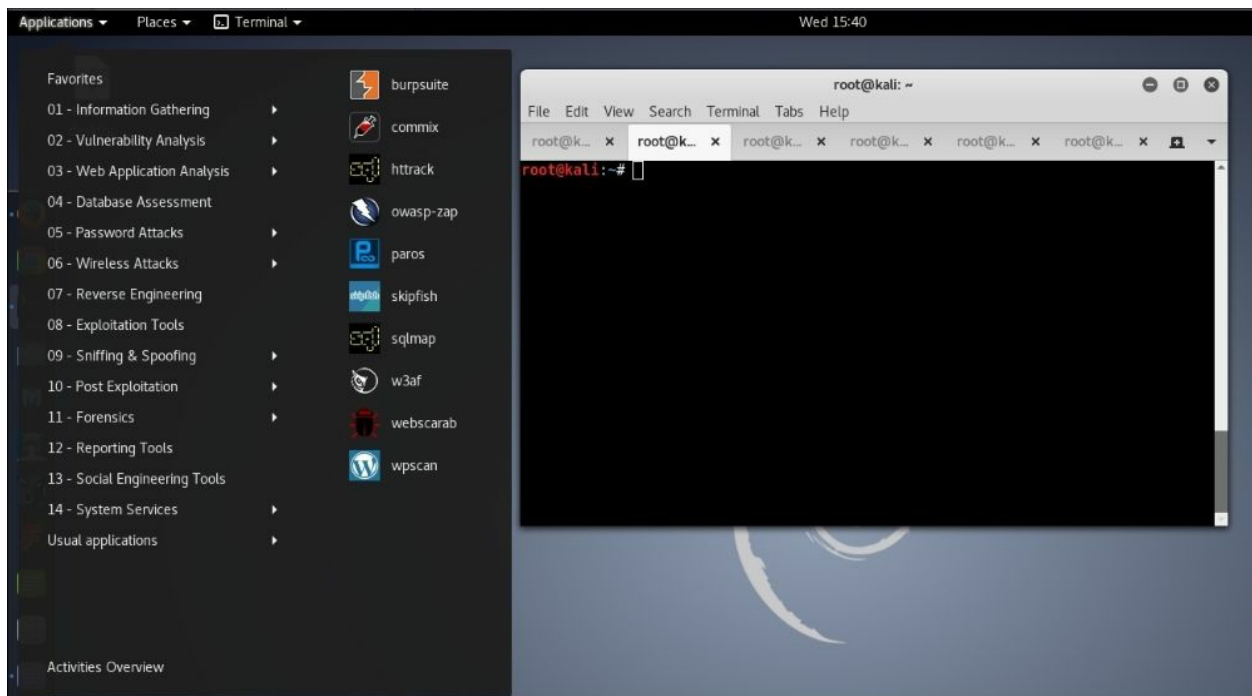 Applications Places Terminal Wed 15:40
Favorites
01 - Information Gathering
02 - Vulnerability Analysis
03 - Web Application Analysis
04 - Database Assessment
05 - Password Attacks
06 - Wireless Attacks
07 - Reverse Engineering
08 - Exploitation Tools
09 - Sniffing & Spoofing
10 - Post Exploitation
11 - Forensics
12 - Reporting Tools
13 - Social Engineering Tools
14 - System Services
Usual applications
Activities Overview
burpsuite
commix
httrack
owasp-zap
paros
skipfish
sqlmap
w3af
webscarab
wpscan
root@kali: ~
File Edit View Search Terminal Tabs Help
root@k... root@k... root@k... root@k... root@k... root@k...
root@kali:~#